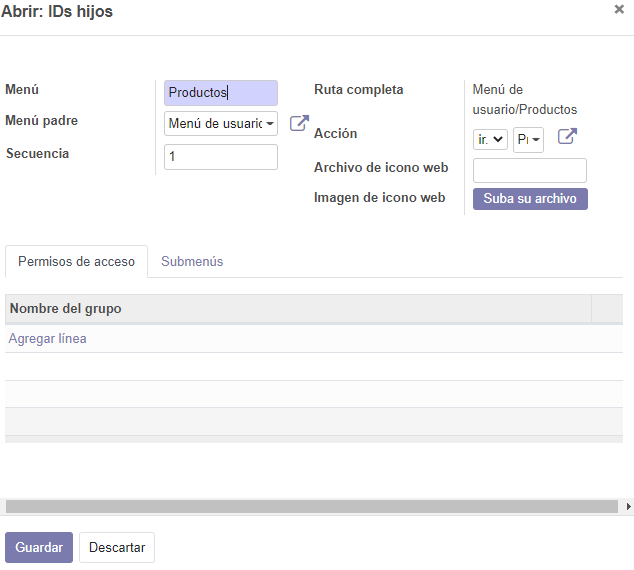 Abrir: IDs hijos
Menú
Productos
Menú padre
Menú de usuaric
Secuencia
1
Ruta completa
Menú de
usuario/Productos
Acción
ir.
Pr
Archivo de icono web
Imagen de icono web
Suba su archivo
Permisos de acceso
Submenús
Nombre del grupo
Agregar línea
Guardar
Descartar